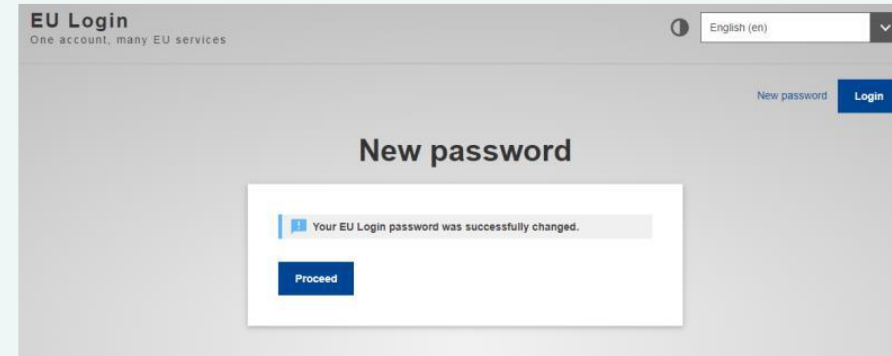 EU Login
One account, many EU services
English (en)
New password
Login
New password
Your EU Login password was successfully changed.
Proceed